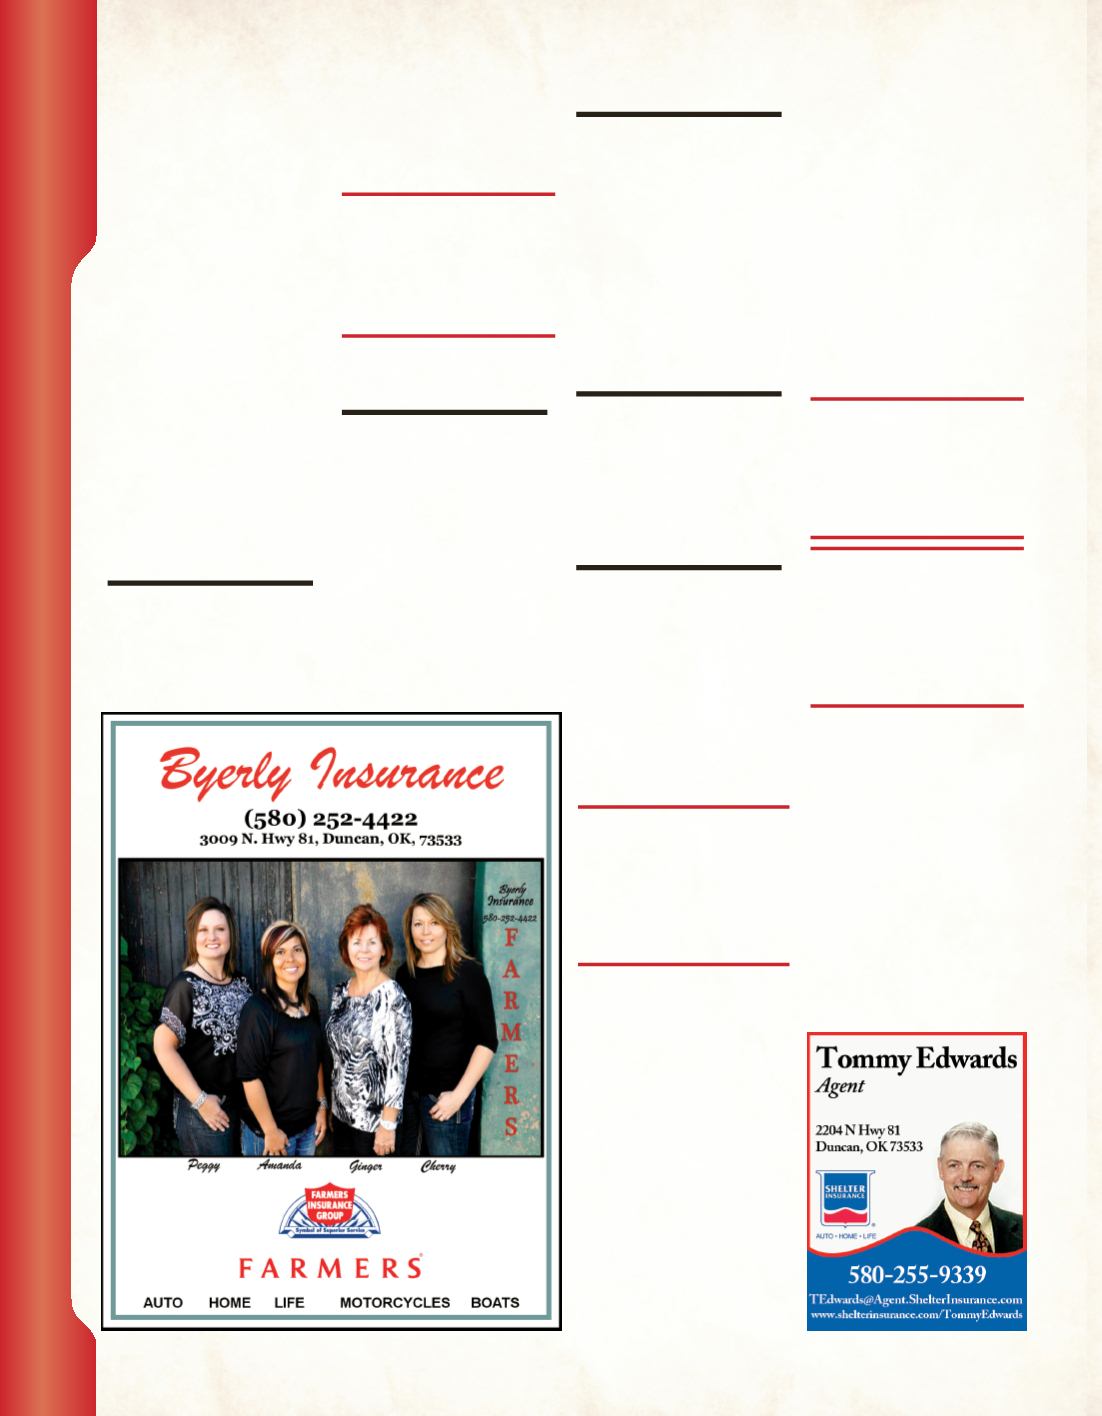 Byerly Insurance
(580) 252-4422
3009 N. Hwy 81, Duncan, OK, 73533
Byerly
Insurance
580-252-4422
F
A
R
M
E
R
S
Peggy Amanda Ginger Cherry
FARMERS
INSURANCE
GROUP
Symbol of Superior Service
FARMERS®
AUTO HOME LIFE MOTORCYCLES BOATS
Tommy Edwards
Agent
2204 N Hwy 81
Duncan, OK 73533
SHELTER
INSURANCE
®
AUTO • HOME • LIFE
580-255-9339
TEdwards@Agent.ShelterInsurance.com
www.shelterinsurance.com/TommyEdwards